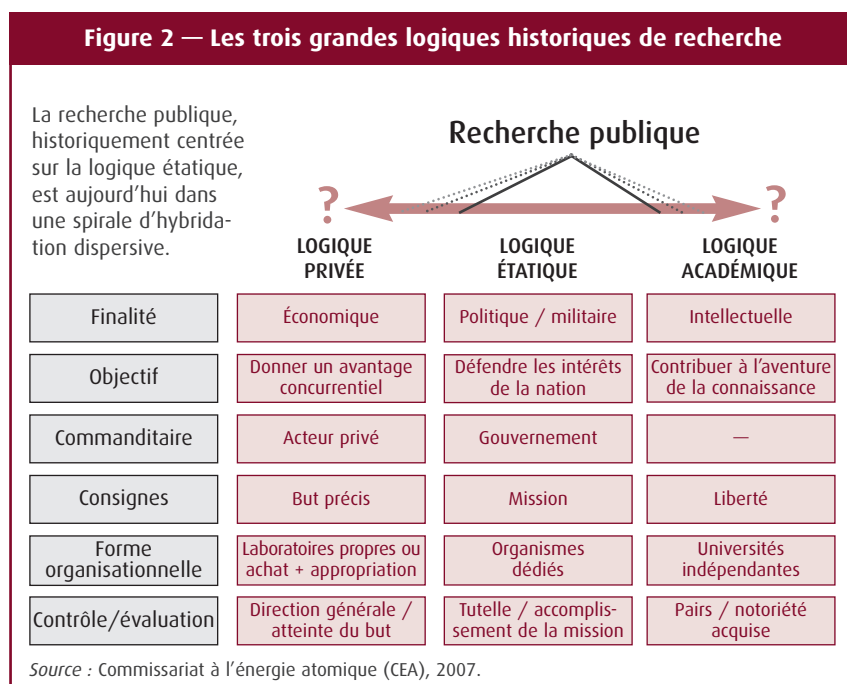 Figure 2 — Les trois grandes logiques historiques de recherche
La recherche publique,
historiquement centrée
sur la logique étatique,
est aujourd'hui dans
une spirale d'hybrida-
tion dispersive.
Recherche publique
? ?
LOGIQUE
PRIVÉE
LOGIQUE
ÉTATIQUE
LOGIQUE
ACADÉMIQUE
Finalité
Économique
Politique / militaire
Intellectuelle
Objectif
Donner un avantage
concurrentiel
Défendre les intérêts
de la nation
Contribuer à l'aventure
de la connaissance
Commanditaire
Acteur privé
Gouvernement
—
Consignes
But précis
Mission
Liberté
Forme
organisationnelle
Laboratoires propres ou
achat + appropriation
Organismes
dédiés
Universités
indépendantes
Contrôle/évaluation
Direction générale /
atteinte du but
Tutelle / accomplis-
sement de la mission
Pairs / notoriété
acquise
Source : Commissariat à l'énergie atomique (CEA), 2007.